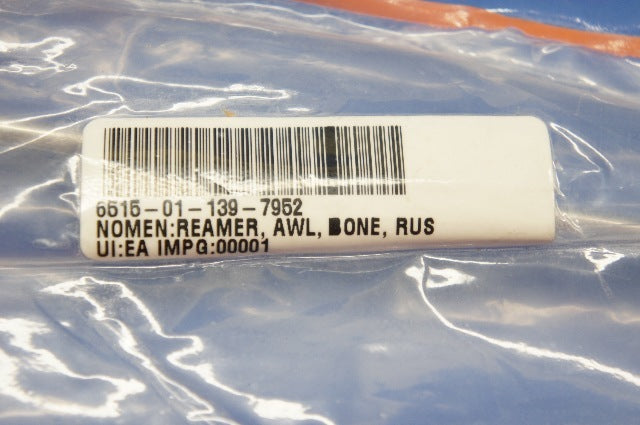 6515-01-139-7952
NOMEN:REAMER, AWL, BONE, RUS
UI:EA IMPG:00001